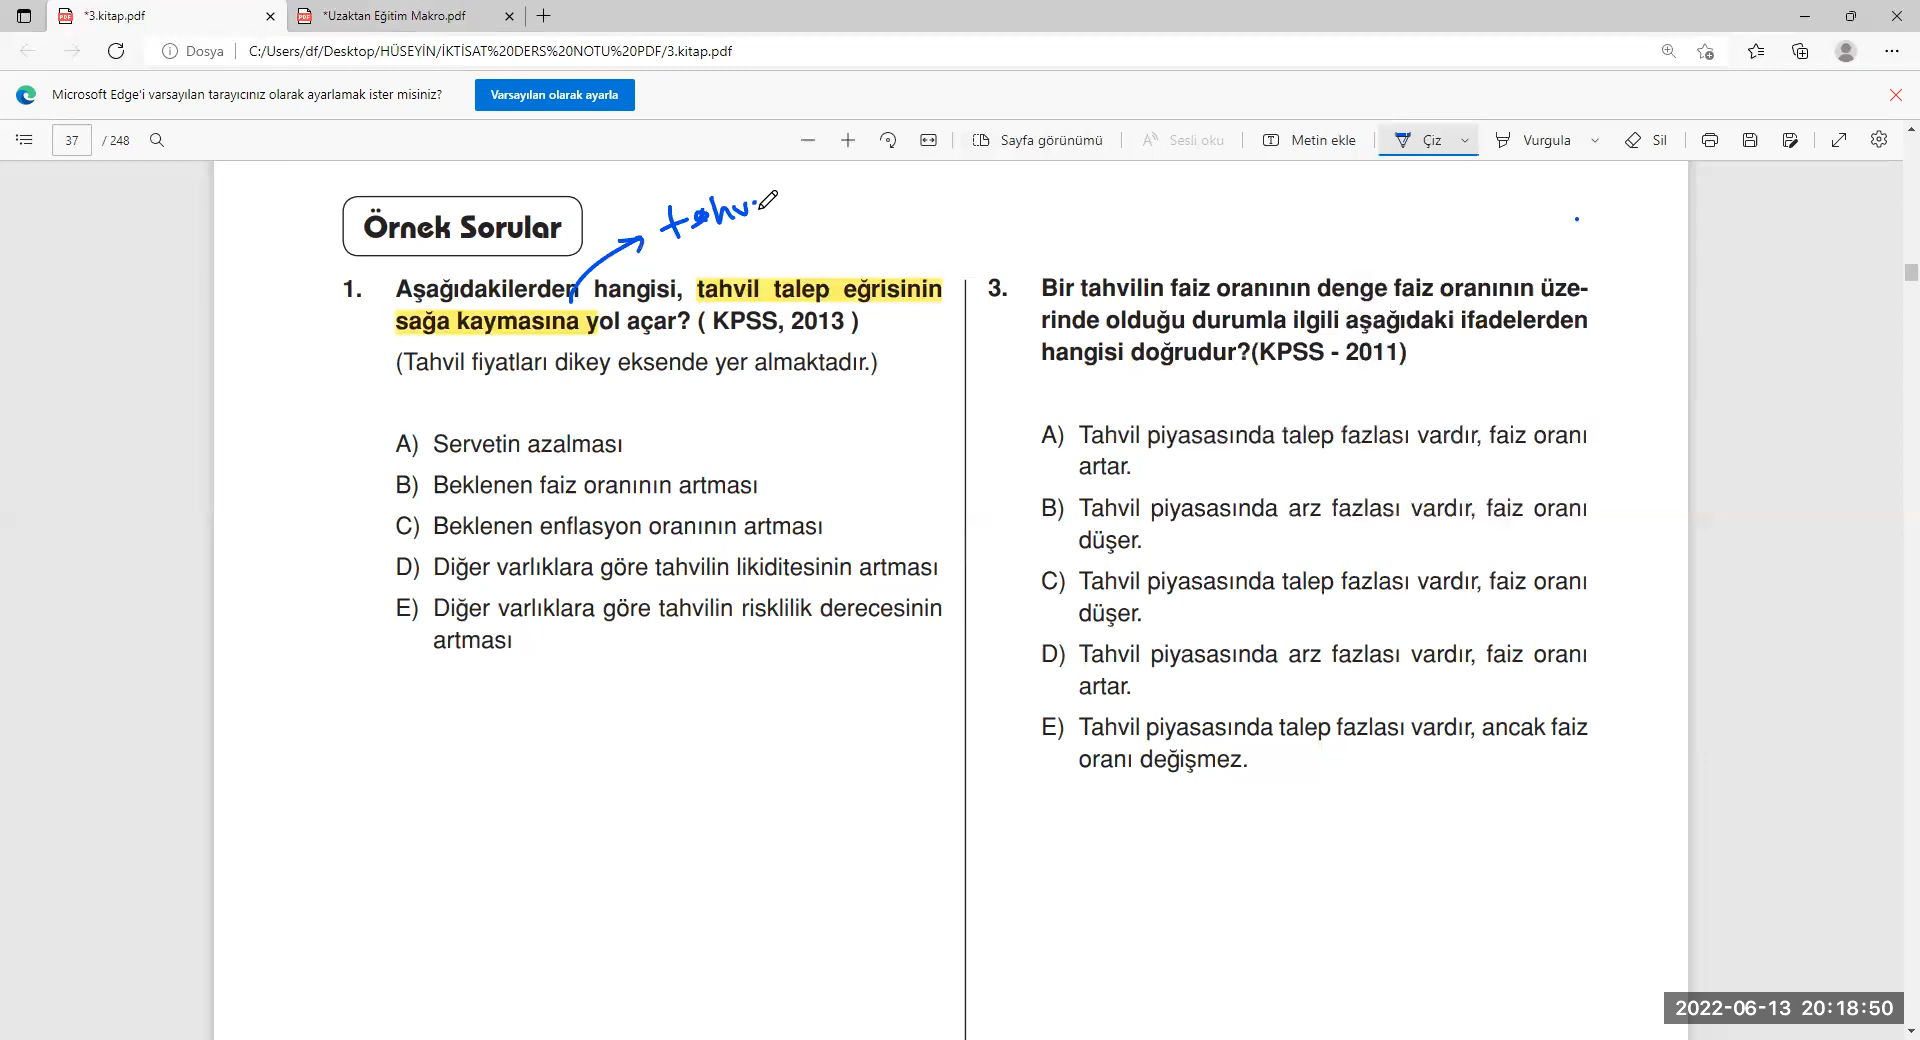 *3.kitap.pdf
*Uzaktan Eğitim Makro.pdf
Dosya
C:/Users/df/Desktop/HÜSEYİN/İKTİSAT%20DERS%20NOTU%20PDF/3.kitap.pdf
Microsoft Edge'i varsayılan tarayıcınız olarak ayarlamak ister misiniz?
Varsayılan olarak ayarla
37 / 248
Sayfa görünümü
Sesli oku
Metin ekle
Çiz
Vurgula
Sil
Örnek Sorular
tahv
1. Aşağıdakilerden hangisi, tahvil talep eğrisinin
sağa kaymasına yol açar? ( KPSS, 2013 )
(Tahvil fiyatları dikey eksende yer almaktadır.)
A) Servetin azalması
B) Beklenen faiz oranının artması
C) Beklenen enflasyon oranının artması
D) Diğer varlıklara göre tahvilin likiditesinin artması
E) Diğer varlıklara göre tahvilin risklilik derecesinin
artması
3. Bir tahvilin faiz oranının denge faiz oranının üze-
rinde olduğu durumla ilgili aşağıdaki ifadelerden
hangisi doğrudur?(KPSS - 2011)
A) Tahvil piyasasında talep fazlası vardır, faiz oranı
artar.
B) Tahvil piyasasında arz fazlası vardır, faiz oranı
düşer.
C) Tahvil piyasasında talep fazlası vardır, faiz oranı
düşer.
D) Tahvil piyasasında arz fazlası vardır, faiz oranı
artar.
E) Tahvil piyasasında talep fazlası vardır, ancak faiz
oranı değişmez.
2022-06-13 20:18:50